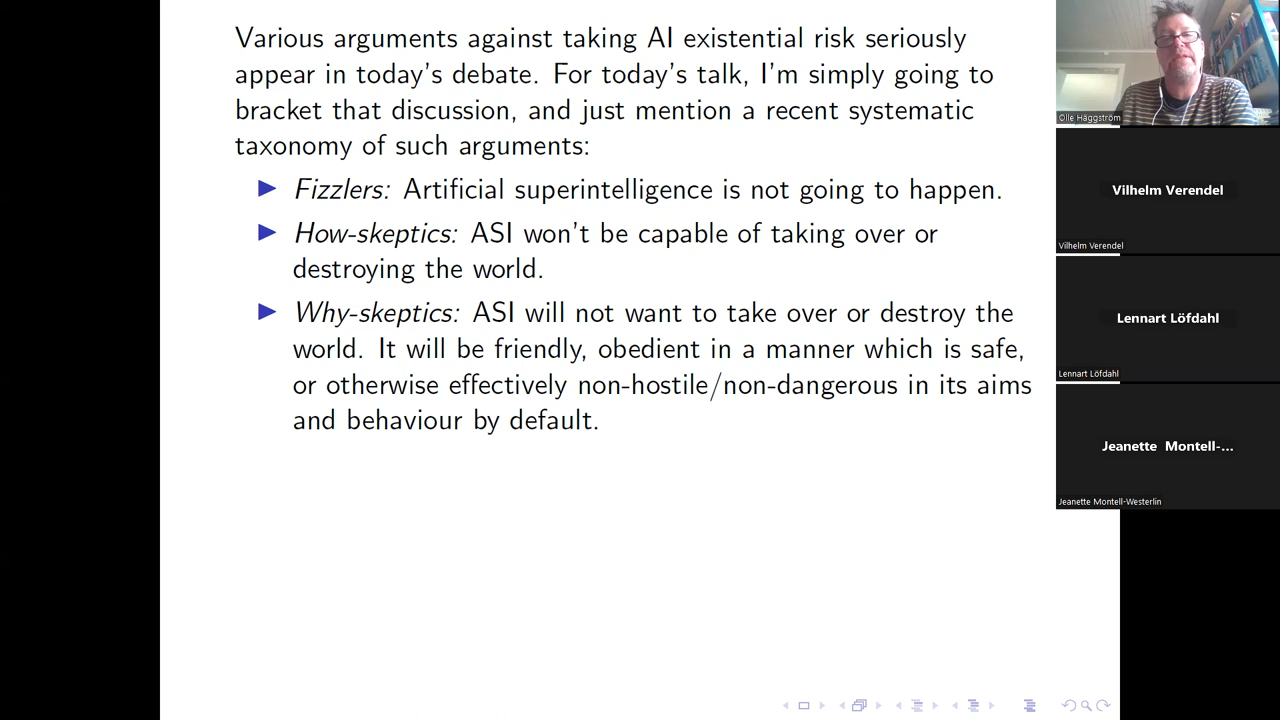 Various arguments against taking AI existential risk seriously
appear in today's debate. For today's talk, I'm simply going to
bracket that discussion, and just mention a recent systematic
taxonomy of such arguments:
Fizzlers: Artificial superintelligence is not going to happen.
How-skeptics: ASI won't be capable of taking over or
destroying the world.
Why-skeptics: ASI will not want to take over or destroy the
world. It will be friendly, obedient in a manner which is safe,
or otherwise effectively non-hostile/non-dangerous in its aims
and behaviour by default.
Olle Häggström
Vilhelm Verendel
Vilhelm Verendel
Lennart Löfdahl
Lennart Löfdahl
Jeanette Montell-...
Jeanette Montell-Westerlin